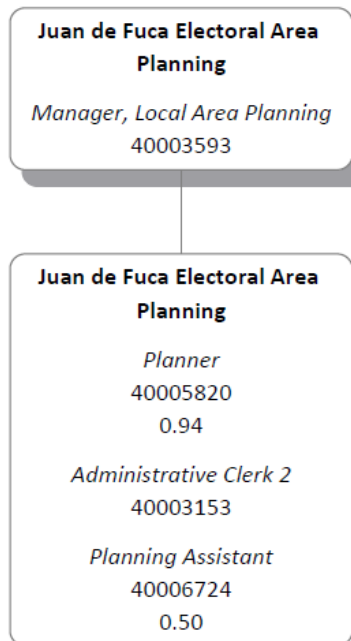 Juan de Fuca Electoral Area
Planning
Manager, Local Area Planning
40003593
Juan de Fuca Electoral Area
Planning
Planner
40005820
0.94
Administrative Clerk 2
40003153
Planning Assistant
40006724
0.50